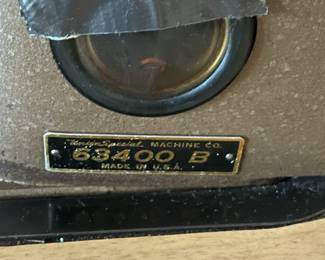 Union Special MACHINE CO.
63400 B
MADE IN U.S.A.